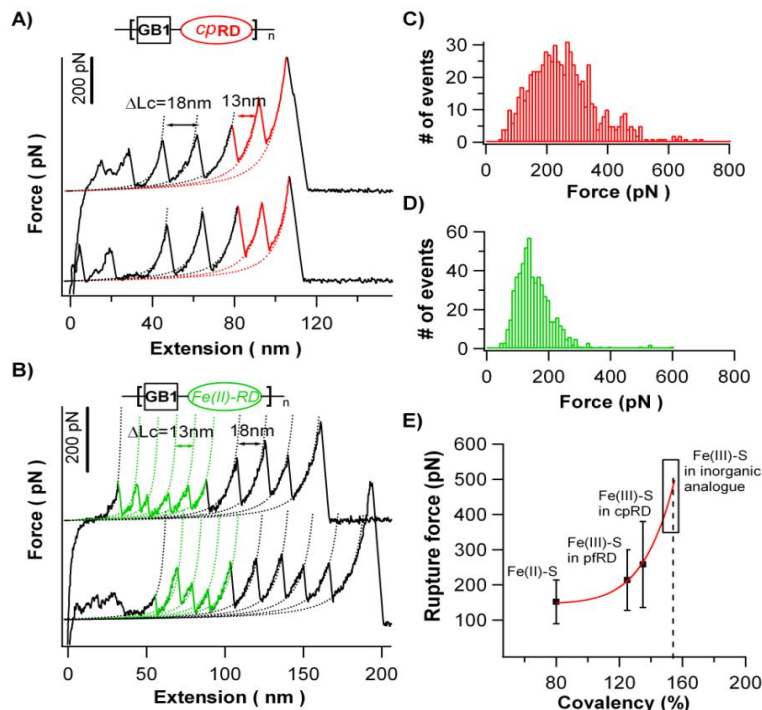 A)
GB1 cpRD n
200 pN
ΔLc=18nm 13nm
Force ( pN )
0 40 80 120
Extension ( nm )
B)
GB1 Fe(II)-RD n
200 pN
ΔLc=13nm 18nm
Force ( pN )
0 50 100 150 200
Extension ( nm )
C)
# of events
30
20
10
0
0 200 400 600 800
Force (pN )
D)
# of events
60
40
20
0
0 200 400 600 800
Force (pN )
E)
Rupture force (pN)
600
500
400
300
200
100
Fe(II)-S
Fe(III)-S
in pfRD
Fe(III)-S
in cpRD
Fe(III)-S
in inorganic
analogue
80 120 160 200
Covalency (%)